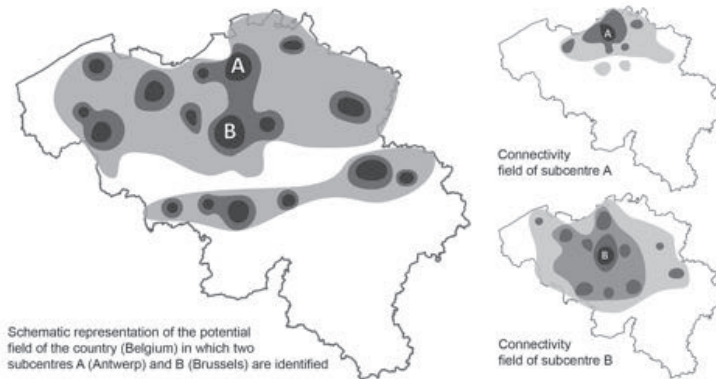 A
B
Schematic representation of the potential
field of the country (Belgium) in which two
subcentres A (Antwerp) and B (Brussels) are identified
A
Connectivity
field of subcentre A
B
Connectivity
field of subcentre B